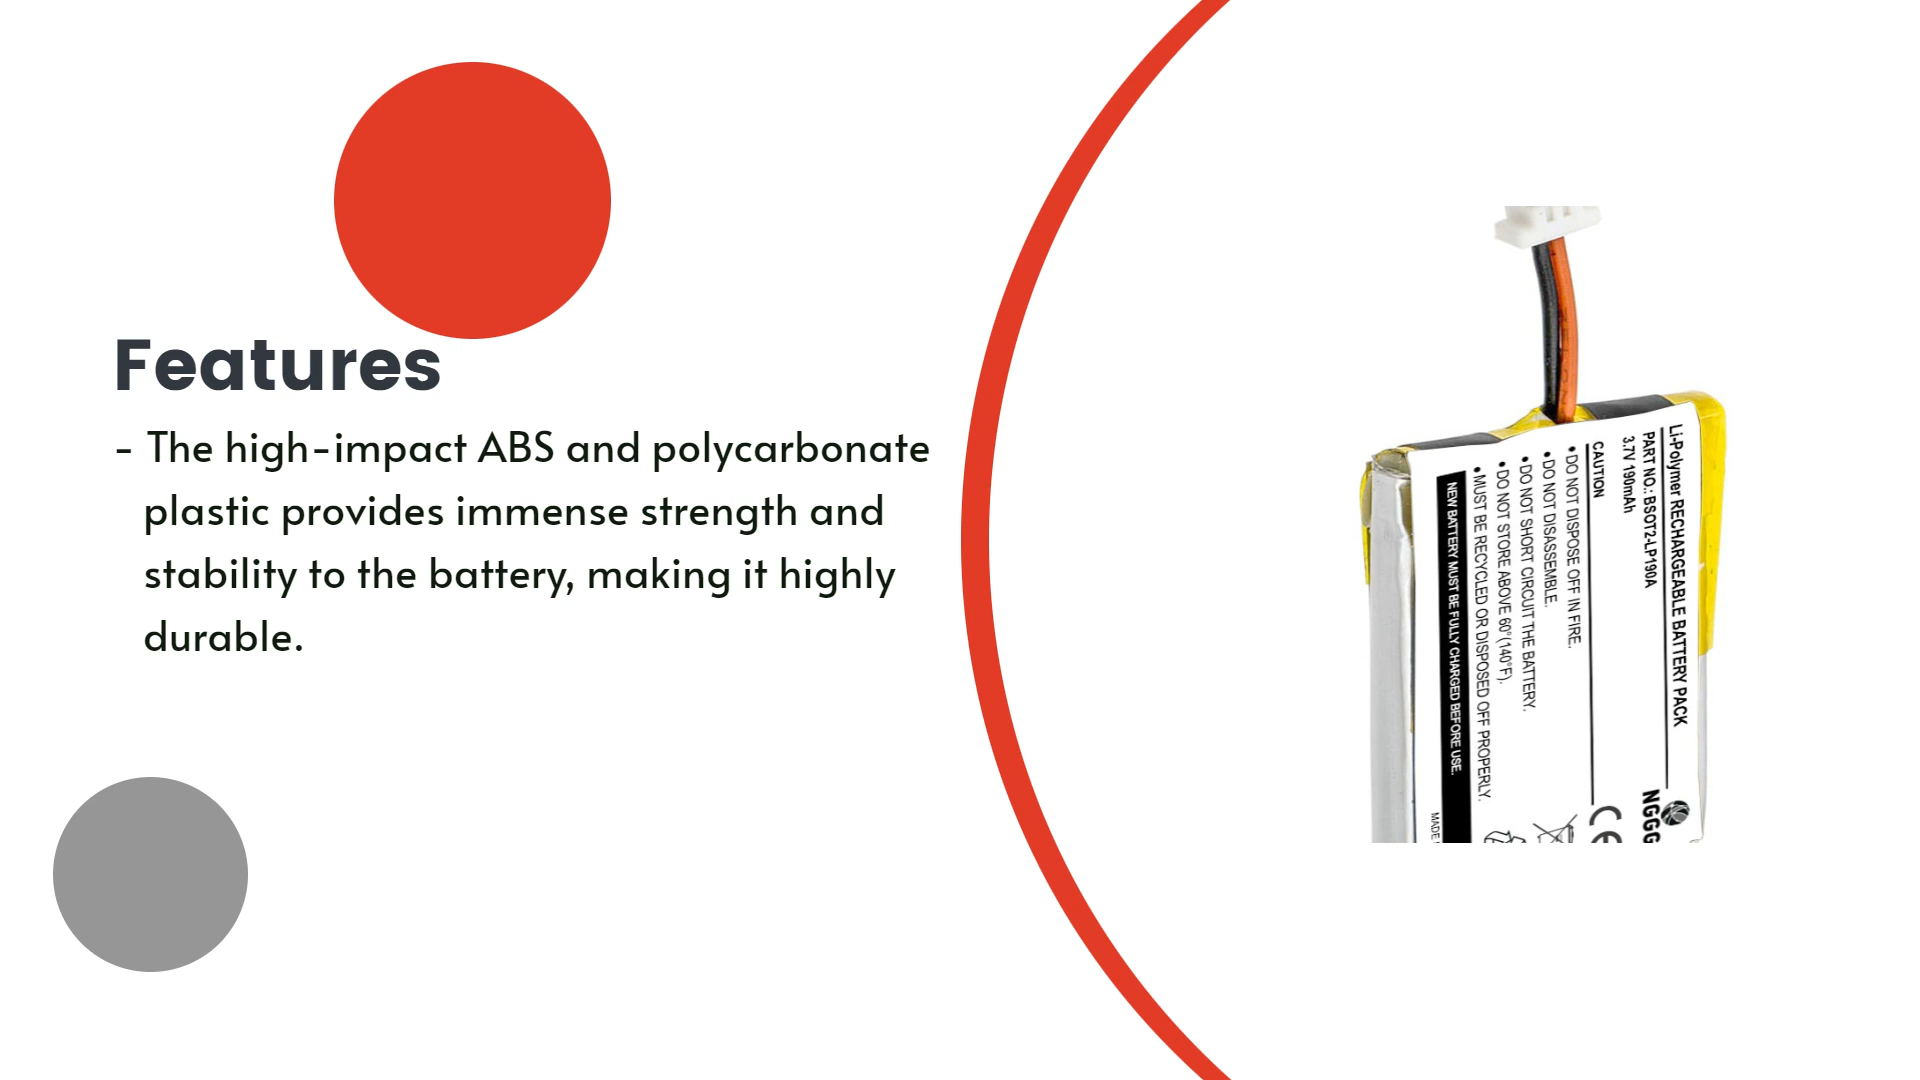 Features
- The high-impact ABS and polycarbonate
plastic provides immense strength and
stability to the battery, making it highly
durable.
Li-Polymer RECHARGEABLE BATTERY PACK
PART NO.: BSOT2-LP190A
3.7V 190mAh
CAUTION
•DO NOT DISPOSE OFF IN FIRE.
•DO NOT DISASSEMBLE.
•DO NOT SHORT CIRCUIT THE BATTERY.
•DO NOT STORE ABOVE 60°(140°F).
•MUST BE RECYCLED OR DISPOSED OFF PROPERLY.
NEW BATTERY MUST BE FULLY CHARGED BEFORE USE.
MADE
NGGG
CE